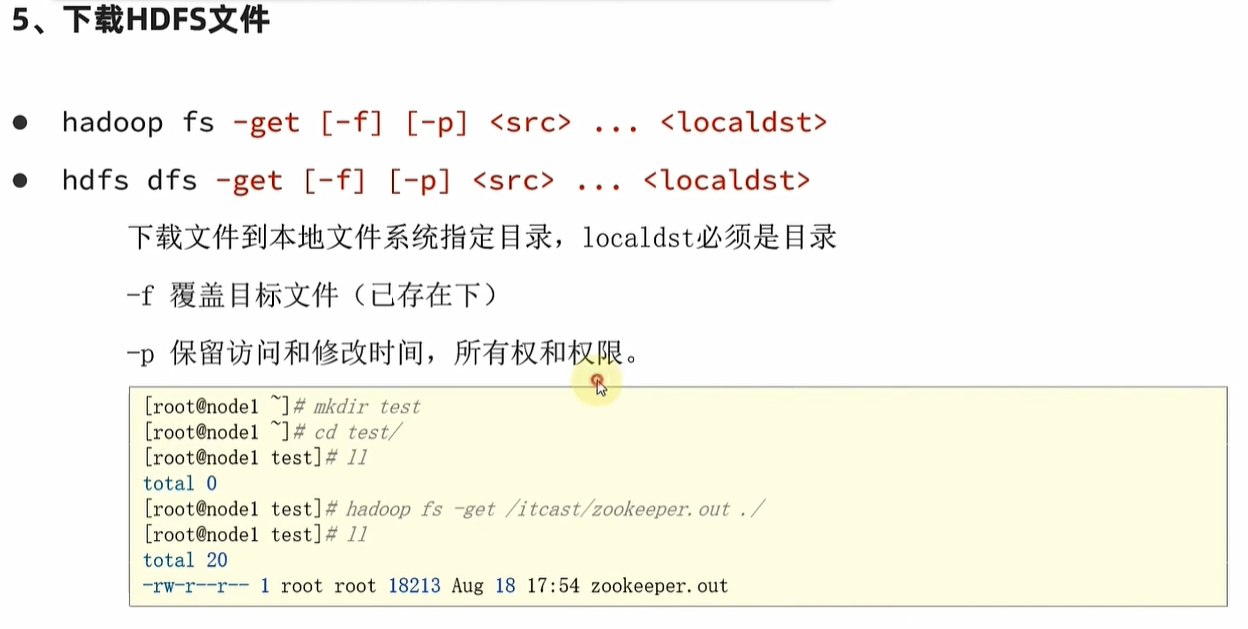 5、下载HDFS文件
● hadoop fs -get [-f] [-p] <src> ... <localdst>
● hdfs dfs -get [-f] [-p] <src> ... <localdst>
下载文件到本地文件系统指定目录，localdst必须是目录
-f 覆盖目标文件（已存在下）
-p 保留访问和修改时间，所有权和权限。
[root@node1 ~]# mkdir test
[root@node1 ~]# cd test/
[root@node1 test]# ll
total 0
[root@node1 test]# hadoop fs -get /itcast/zookeeper.out ./
[root@node1 test]# ll
total 20
-rw-r--r-- 1 root root 18213 Aug 18 17:54 zookeeper.out